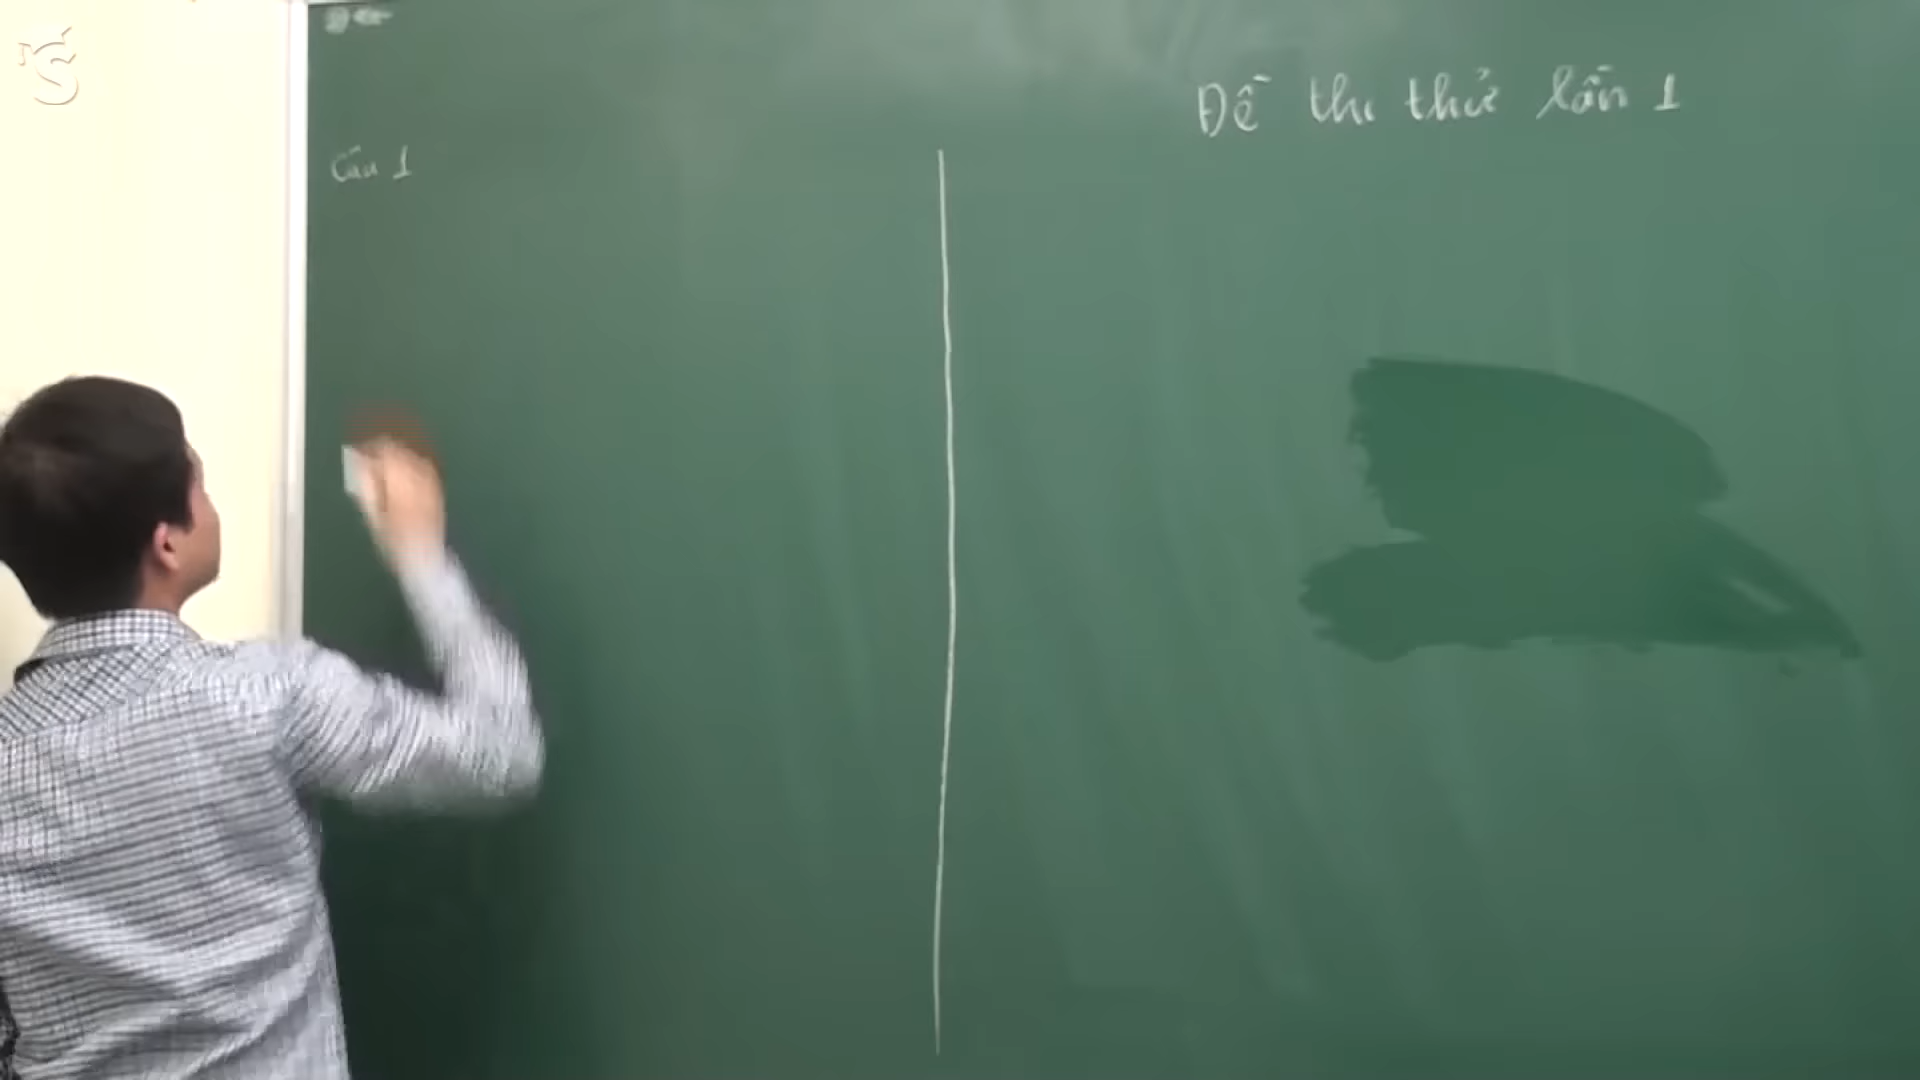 Đề thi thử lần 1
Câu 1